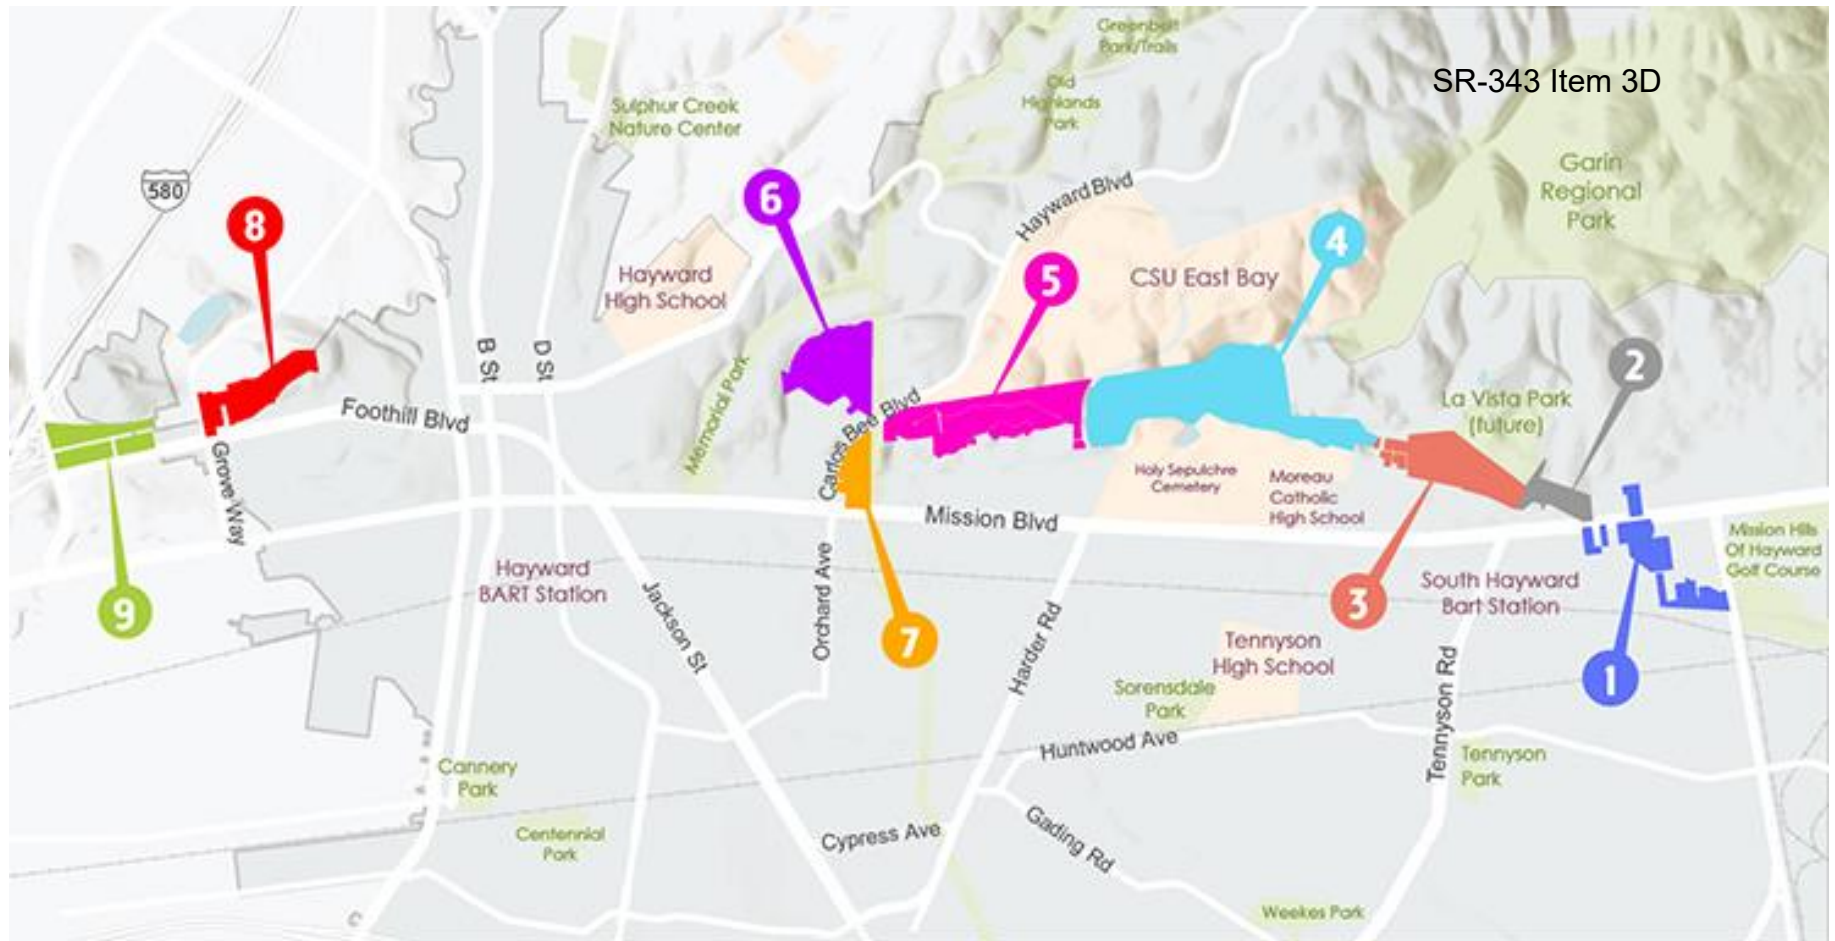 Greenbelt
Park/Trails
SR-343 Item 3D
Old
Highlands
Park
Sulphur Creek
Nature Center
580
Garin
Regional
Park
6
8
Hayward Blvd
4
Hayward
High School
5
CSU East Bay
B St
D St
2
Memorial Park
Foothill Blvd
Carlos Bee Blvd
La Vista Park
(future)
Grove Way
Holy Sepulchre
Cemetery
Moreau
Catholic
High School
Mission Blvd
Mission Hills
Of Hayward
Golf Course
Hayward
BART Station
Orchard Ave
Jackson St
9
7
3
South Hayward
Bart Station
Harder Rd
Tennyson
High School
1
Sorensdale
Park
Tennyson Rd
Huntwood Ave
Cannery
Park
Tennyson
Park
Centennial
Park
Cypress Ave
Gading Rd
Weekes Park